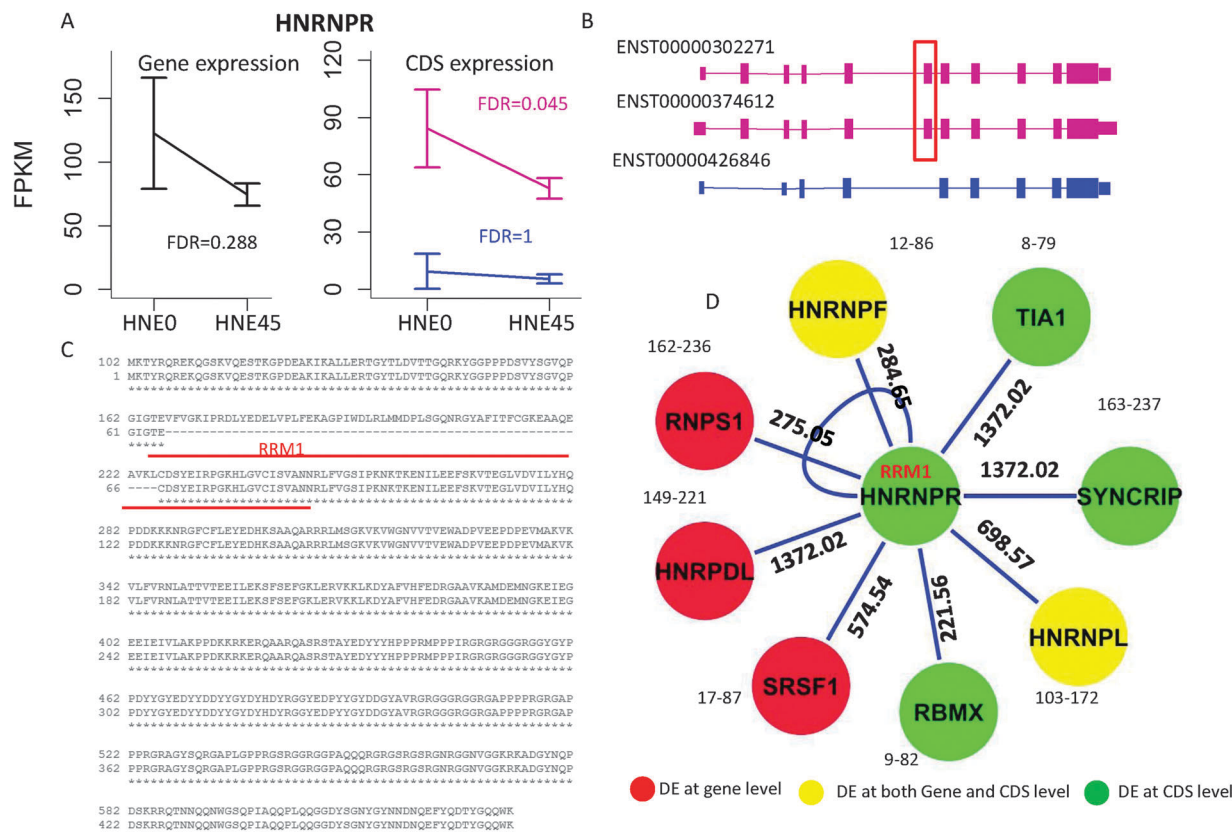 A
HNRNPR
Gene expression
CDS expression
FPKM
150
100
50
0
120
90
60
30
0
FDR=0.288
FDR=0.045
FDR=1
HNE0
HNE45
HNE0
HNE45
B
ENST00000302271
ENST00000374612
ENST00000426846
C
102 MKTYRQREKQGSKVQESTKGPDEAKIKALLERTGYTLDVTTGQRKYGGPPPDSVYSGVQP
1 MKTYRQREKQGSKVQESTKGPDEAKIKALLERTGYTLDVTTGQRKYGGPPPDSVYSGVQP
************************************************************
162 GIGTEVFVGKIPRDLYEDELVPLFEKAGPIWDLRLMMDPLSGQNRGYAFITFCGKEAAQE
61 GIGTE-------------------------------------------------------
*****
RRM1
222 AVKLCDSYEIRPGKHLGVCISVANNRLFVGSIPKNKTKENILEEFSKVTEGLVDVILYHQ
66 ----CDSYEIRPGKHLGVCISVANNRLFVGSIPKNKTKENILEEFSKVTEGLVDVILYHQ
********************************************************
282 PDDKKKNRGFCFLEYEDHKSAAQARRRLMSGKVKVWGNVVTVEWADPVEEPDPEVMAKVK
122 PDDKKKNRGFCFLEYEDHKSAAQARRRLMSGKVKVWGNVVTVEWADPVEEPDPEVMAKVK
************************************************************
342 VLFVRNLATTVTEEILEKSFSEFGKLERVKKLKDYAFVHFEDRGAAVKAMDEMNGKEIEG
182 VLFVRNLATTVTEEILEKSFSEFGKLERVKKLKDYAFVHFEDRGAAVKAMDEMNGKEIEG
************************************************************
402 EEIEIVLAKPPDKKRKERQAARQASRSTAYEDYYYHPPPRMPPPIRGRGRGGGRGGYGYP
242 EEIEIVLAKPPDKKRKERQAARQASRSTAYEDYYYHPPPRMPPPIRGRGRGGGRGGYGYP
************************************************************
462 PDYYGYEDYYDDYYGYDYHDYRGGYEDPYYGYDDGYAVRGRGGGRGGRGAPPPPRGRGAP
302 PDYYGYEDYYDDYYGYDYHDYRGGYEDPYYGYDDGYAVRGRGGGRGGRGAPPPPRGRGAP
************************************************************
522 PPRGRAGYSQRGAPLGPPRGSRGGRGGPAQQQRGRGSRGSRGNRGGNVGGKRKADGYNQP
362 PPRGRAGYSQRGAPLGPPRGSRGGRGGPAQQQRGRGSRGSRGNRGGNVGGKRKADGYNQP
************************************************************
582 DSKRRQTNNQQNWGSQPIAQQPLQQGGDYSGNYGYNNDNQEFYQDTYGQQWK
422 DSKRRQTNNQQNWGSQPIAQQPLQQGGDYSGNYGYNNDNQEFYQDTYGQQWK
D
12-86
8-79
HNRNPF
TIA1
162-236
163-237
RNPS1
284.65
275.05
1372.02
RRM1
HNRNPR
1372.02
SYNCRIP
149-221
HNRPDL
1372.02
698.57
574.54
221.56
HNRNPL
103-172
17-87
SRSF1
RBMX
9-82
DE at gene level
DE at both Gene and CDS level
DE at CDS level